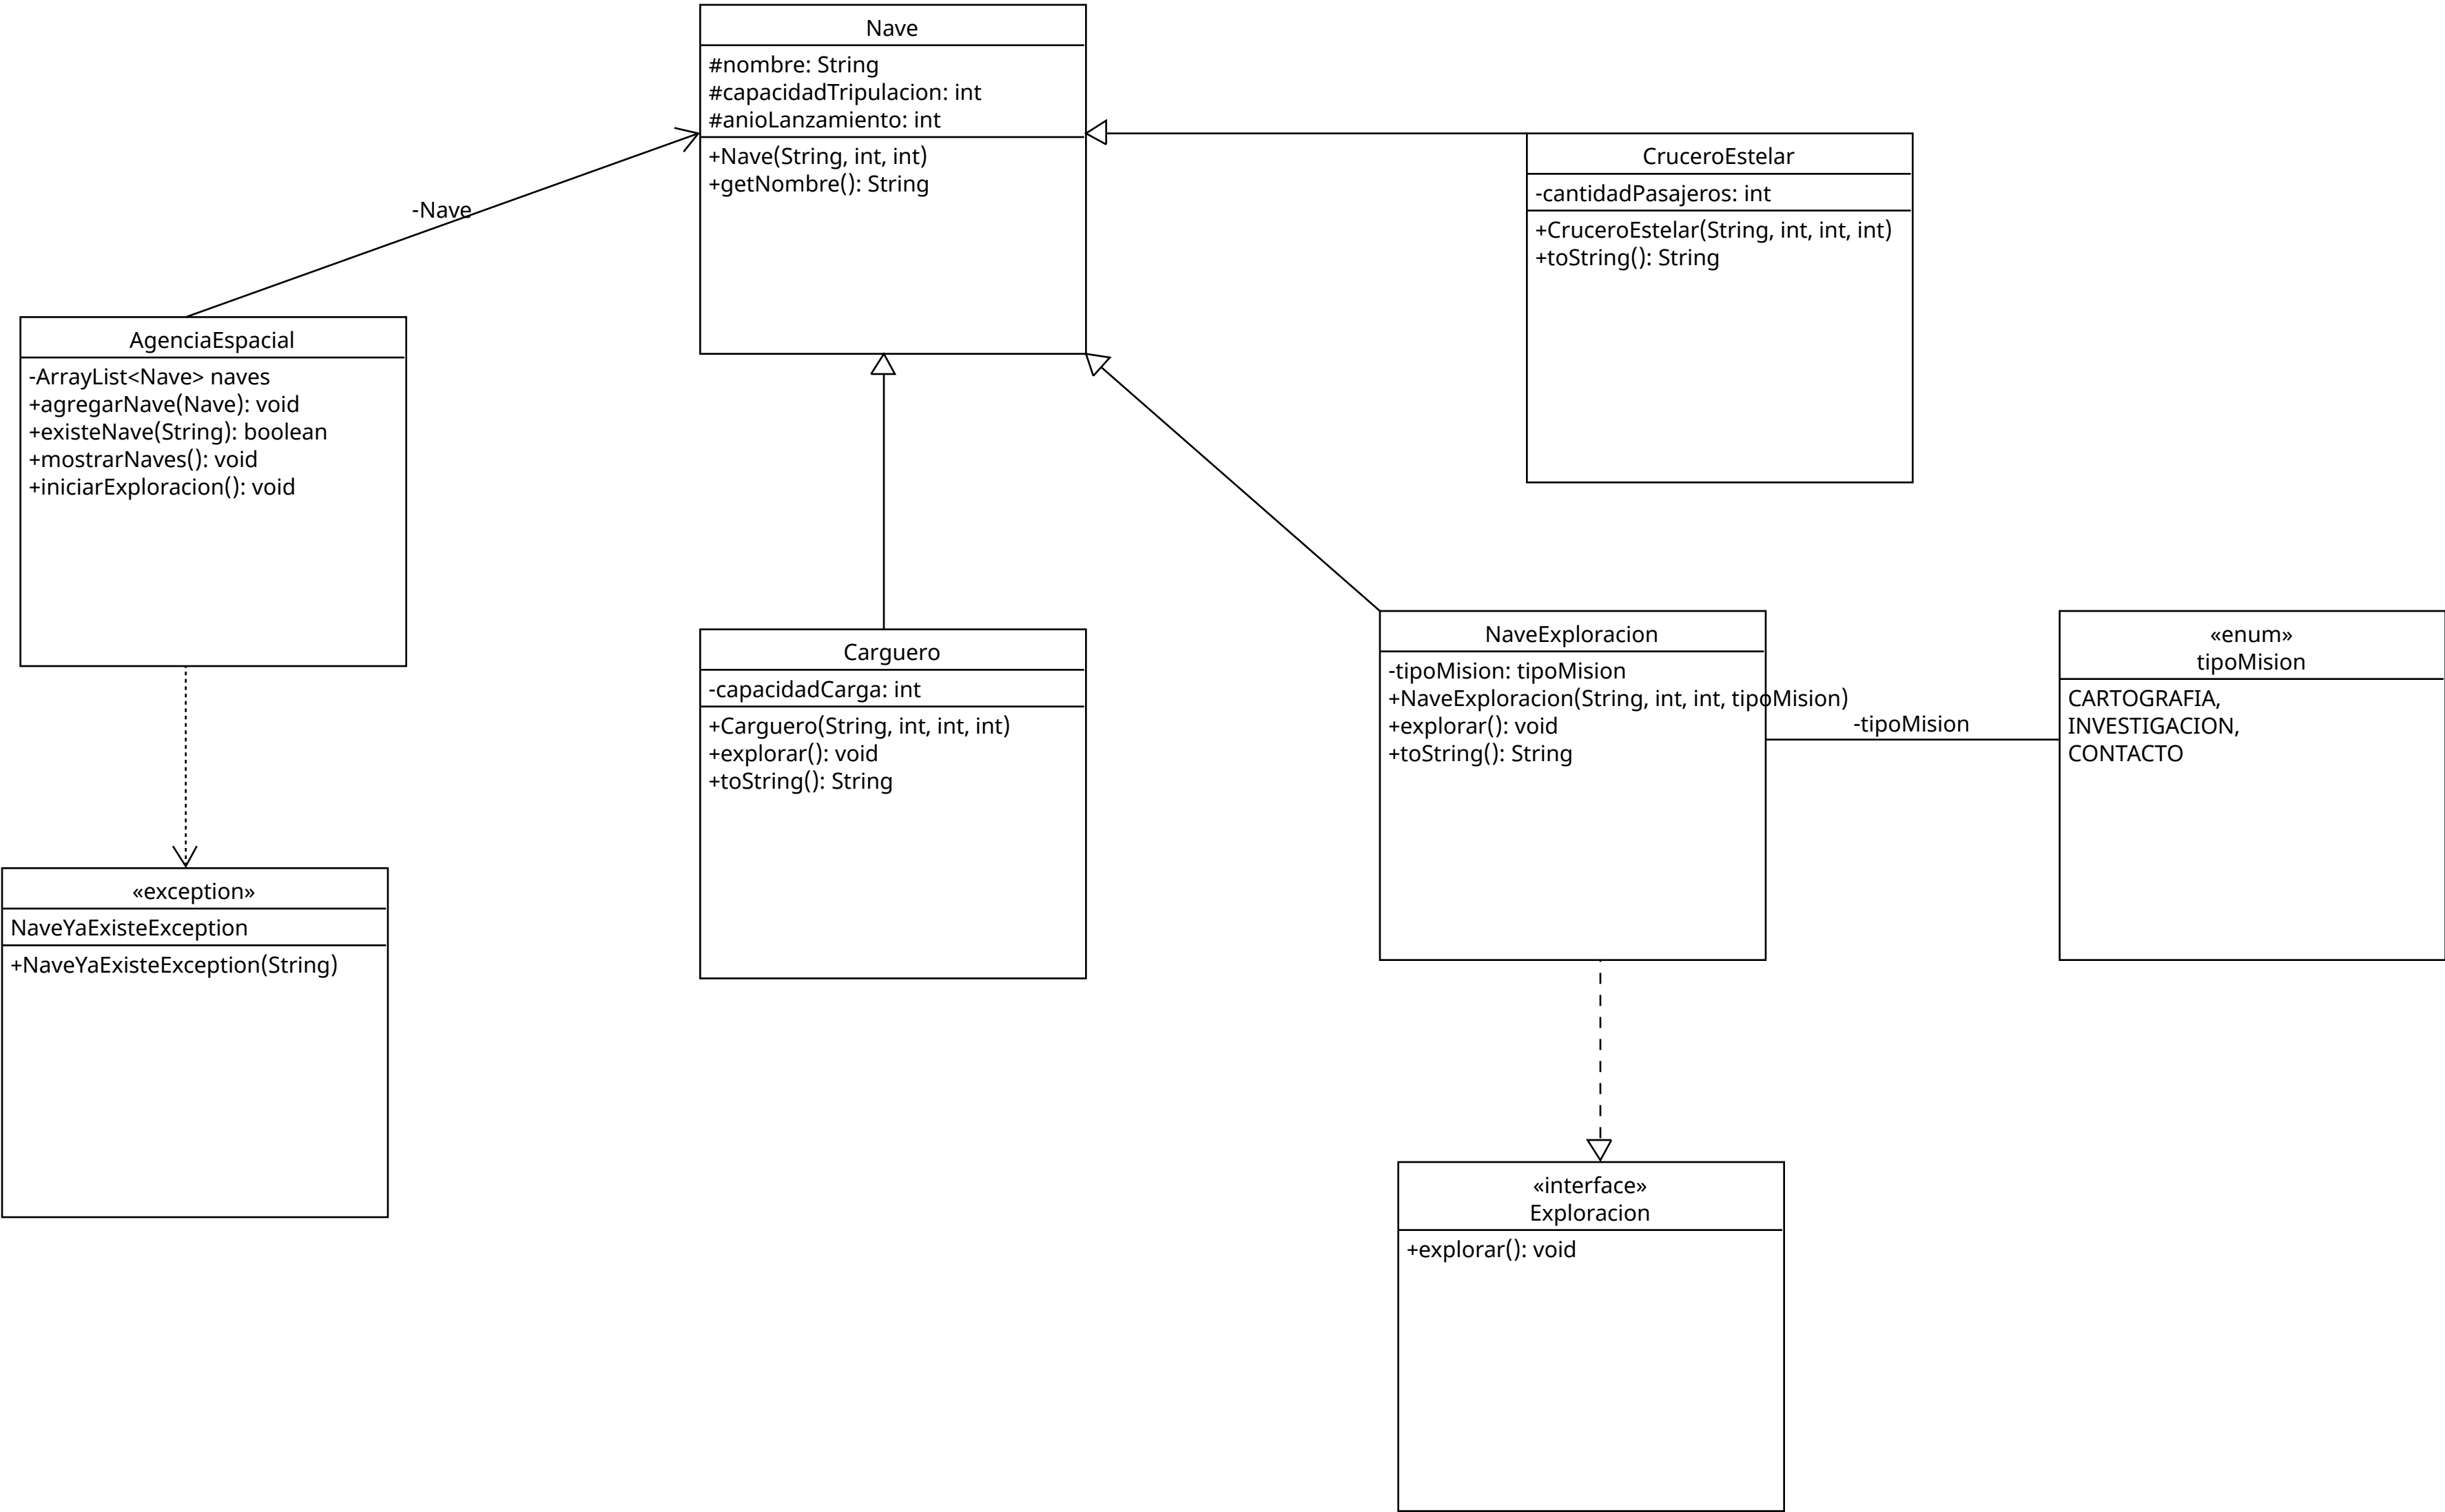 Nave
#nombre: String
#capacidadTripulacion: int
#anioLanzamiento: int
+Nave(String, int, int)
+getNombre(): String
CruceroEstelar
-cantidadPasajeros: int
+CruceroEstelar(String, int, int, int)
+toString(): String
-Nave
AgenciaEspacial
-ArrayList<Nave> naves
+agregarNave(Nave): void
+existeNave(String): boolean
+mostrarNaves(): void
+iniciarExploracion(): void
Carguero
-capacidadCarga: int
+Carguero(String, int, int, int)
+explorar(): void
+toString(): String
NaveExploracion
-tipoMision: tipoMision
+NaveExploracion(String, int, int, tipoMision)
+explorar(): void
+toString(): String
-tipoMision
«enum»
tipoMision
CARTOGRAFIA,
INVESTIGACION,
CONTACTO
«exception»
NaveYaExisteException
+NaveYaExisteException(String)
«interface»
Exploracion
+explorar(): void